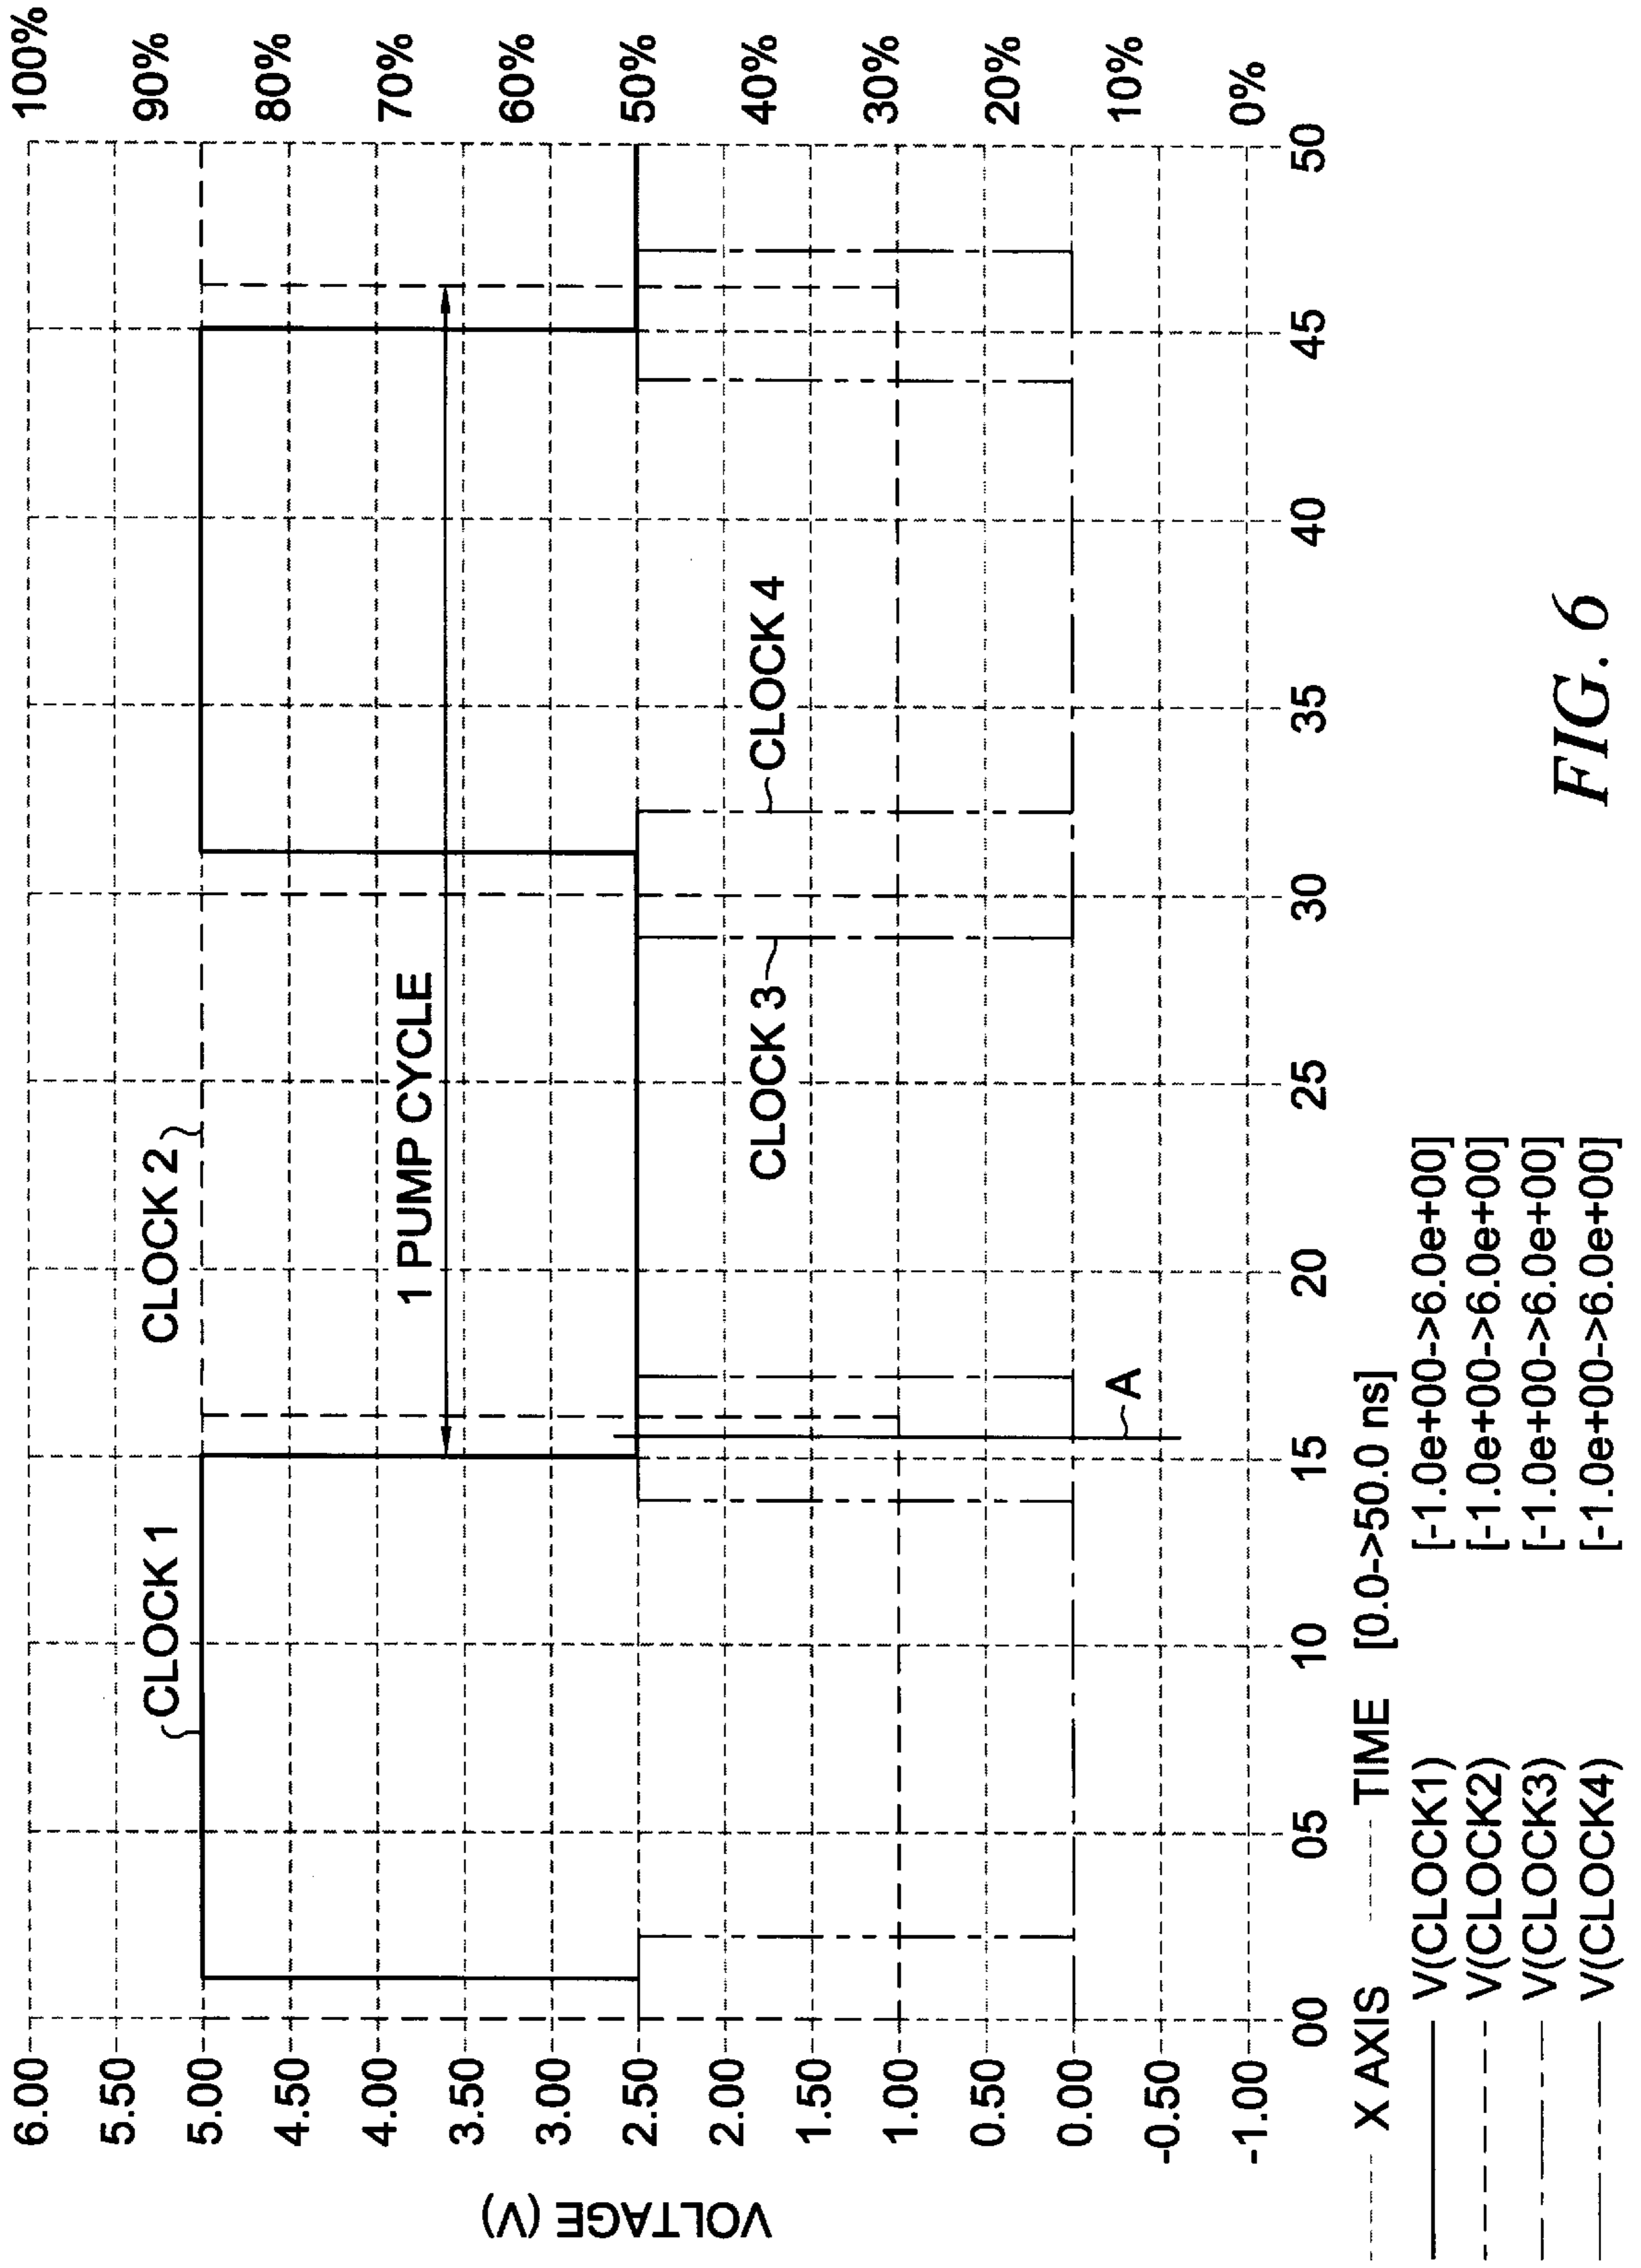 VOLTAGE (V)
6.00
5.50
5.00
4.50
4.00
3.50
3.00
2.50
2.00
1.50
1.00
0.50
0.00
-0.50
-1.00
100%
90%
80%
70%
60%
50%
40%
30%
20%
10%
0%
CLOCK 1
CLOCK 2
1 PUMP CYCLE
CLOCK 3
CLOCK 4
A
00 05 10 15 20 25 30 35 40 45 50
X AXIS TIME [0.0->50.0 ns]
V(CLOCK1) [-1.0e+00->6.0e+00]
V(CLOCK2) [-1.0e+00->6.0e+00]
V(CLOCK3) [-1.0e+00->6.0e+00]
V(CLOCK4) [-1.0e+00->6.0e+00]
FIG. 6